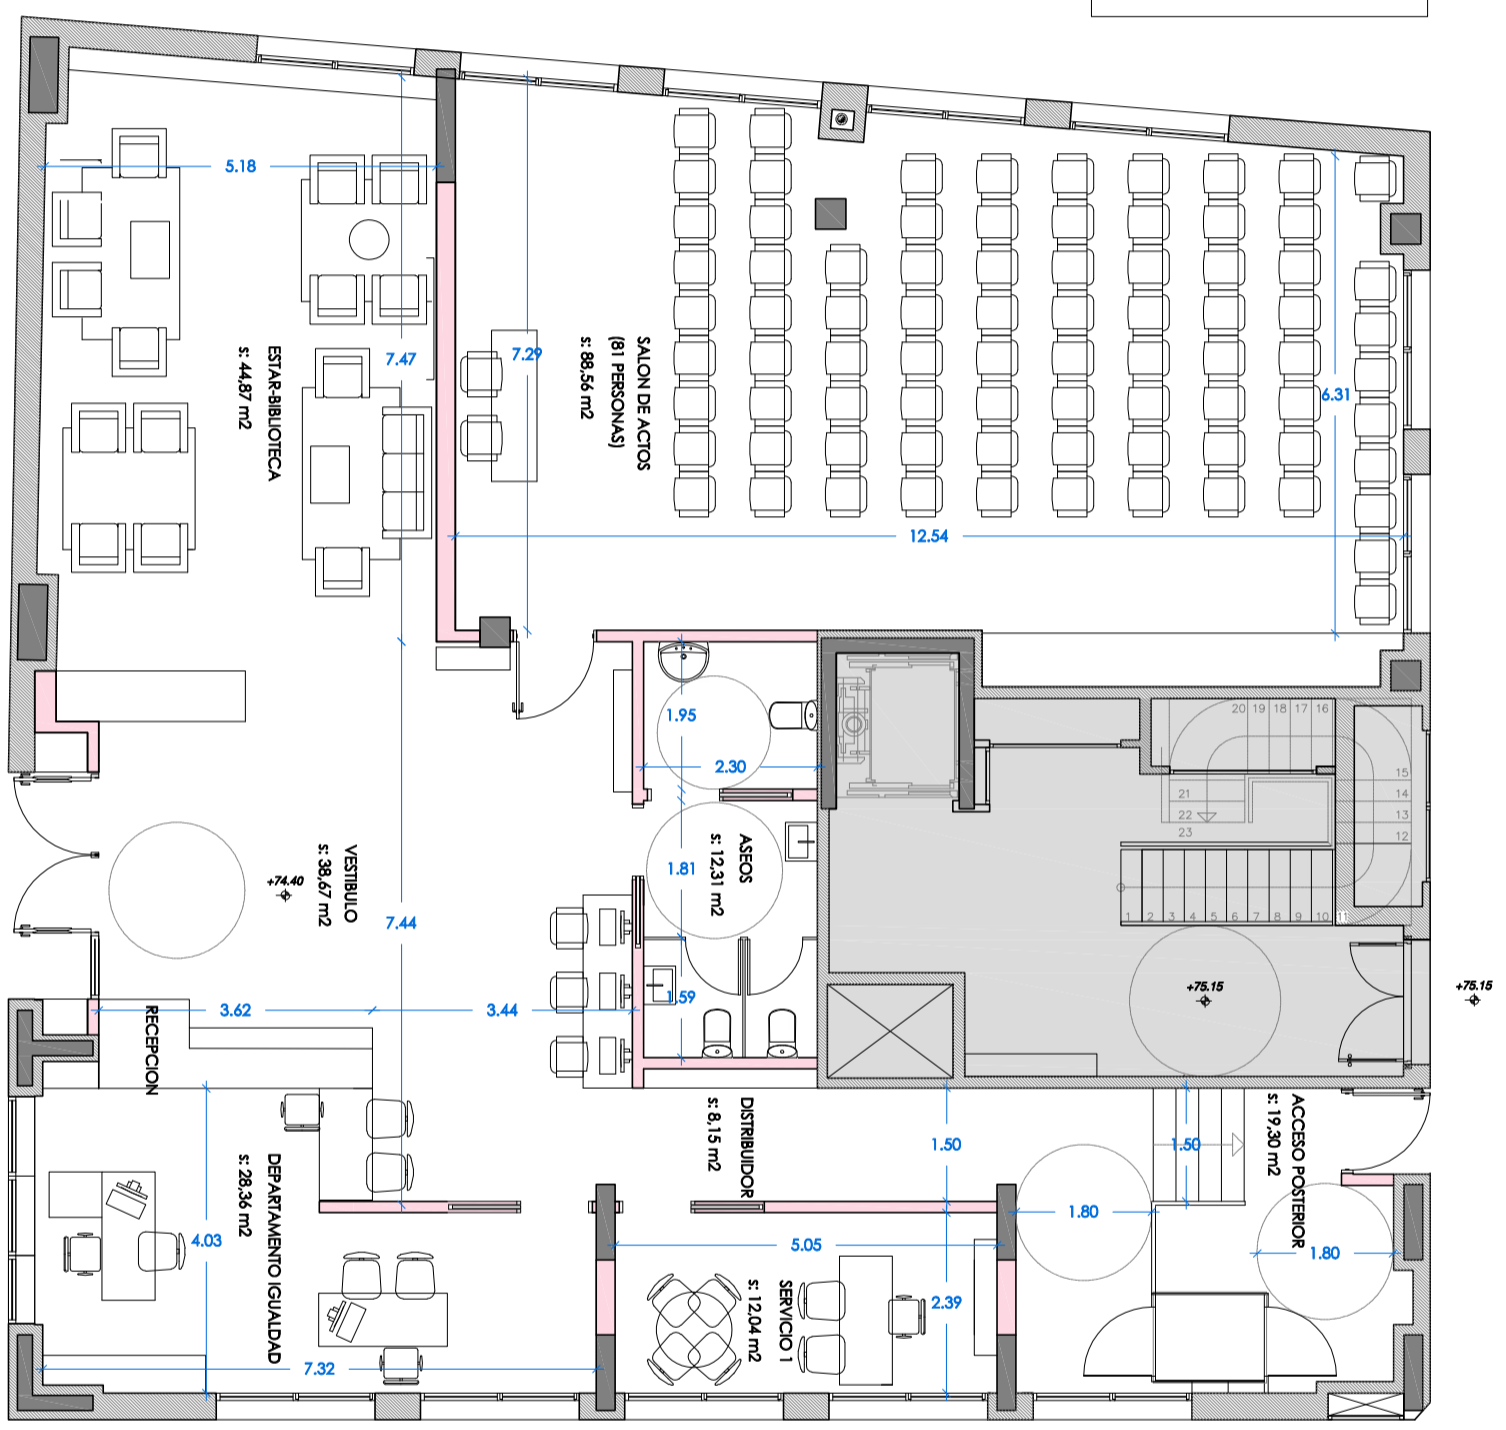 5.18
7.47
7.29
6.31
12.54
ESTAR-BIBLIOTECA
s: 44,87 m2
SALON DE ACTOS
(81 PERSONAS)
s: 88,56 m2
1.95
2.30
ASEOS
s: 12,31 m2
1.81
1.59
VESTIBULO
s: 38,67 m2
+74.40
7.44
3.62
3.44
RECEPCION
20 19 18 17 16
15
14
13
12
21
22
23
1 2 3 4 5 6 7 8 9 10 11
+75.15
+75.15
DISTRIBUIDOR
s: 8,15 m2
1.50
1.50
ACCESO POSTERIOR
s: 19,30 m2
1.80
1.80
DEPARTAMENTO IGUALDAD
s: 28,36 m2
4.03
7.32
5.05
2.39
SERVICIO 1
s: 12,04 m2